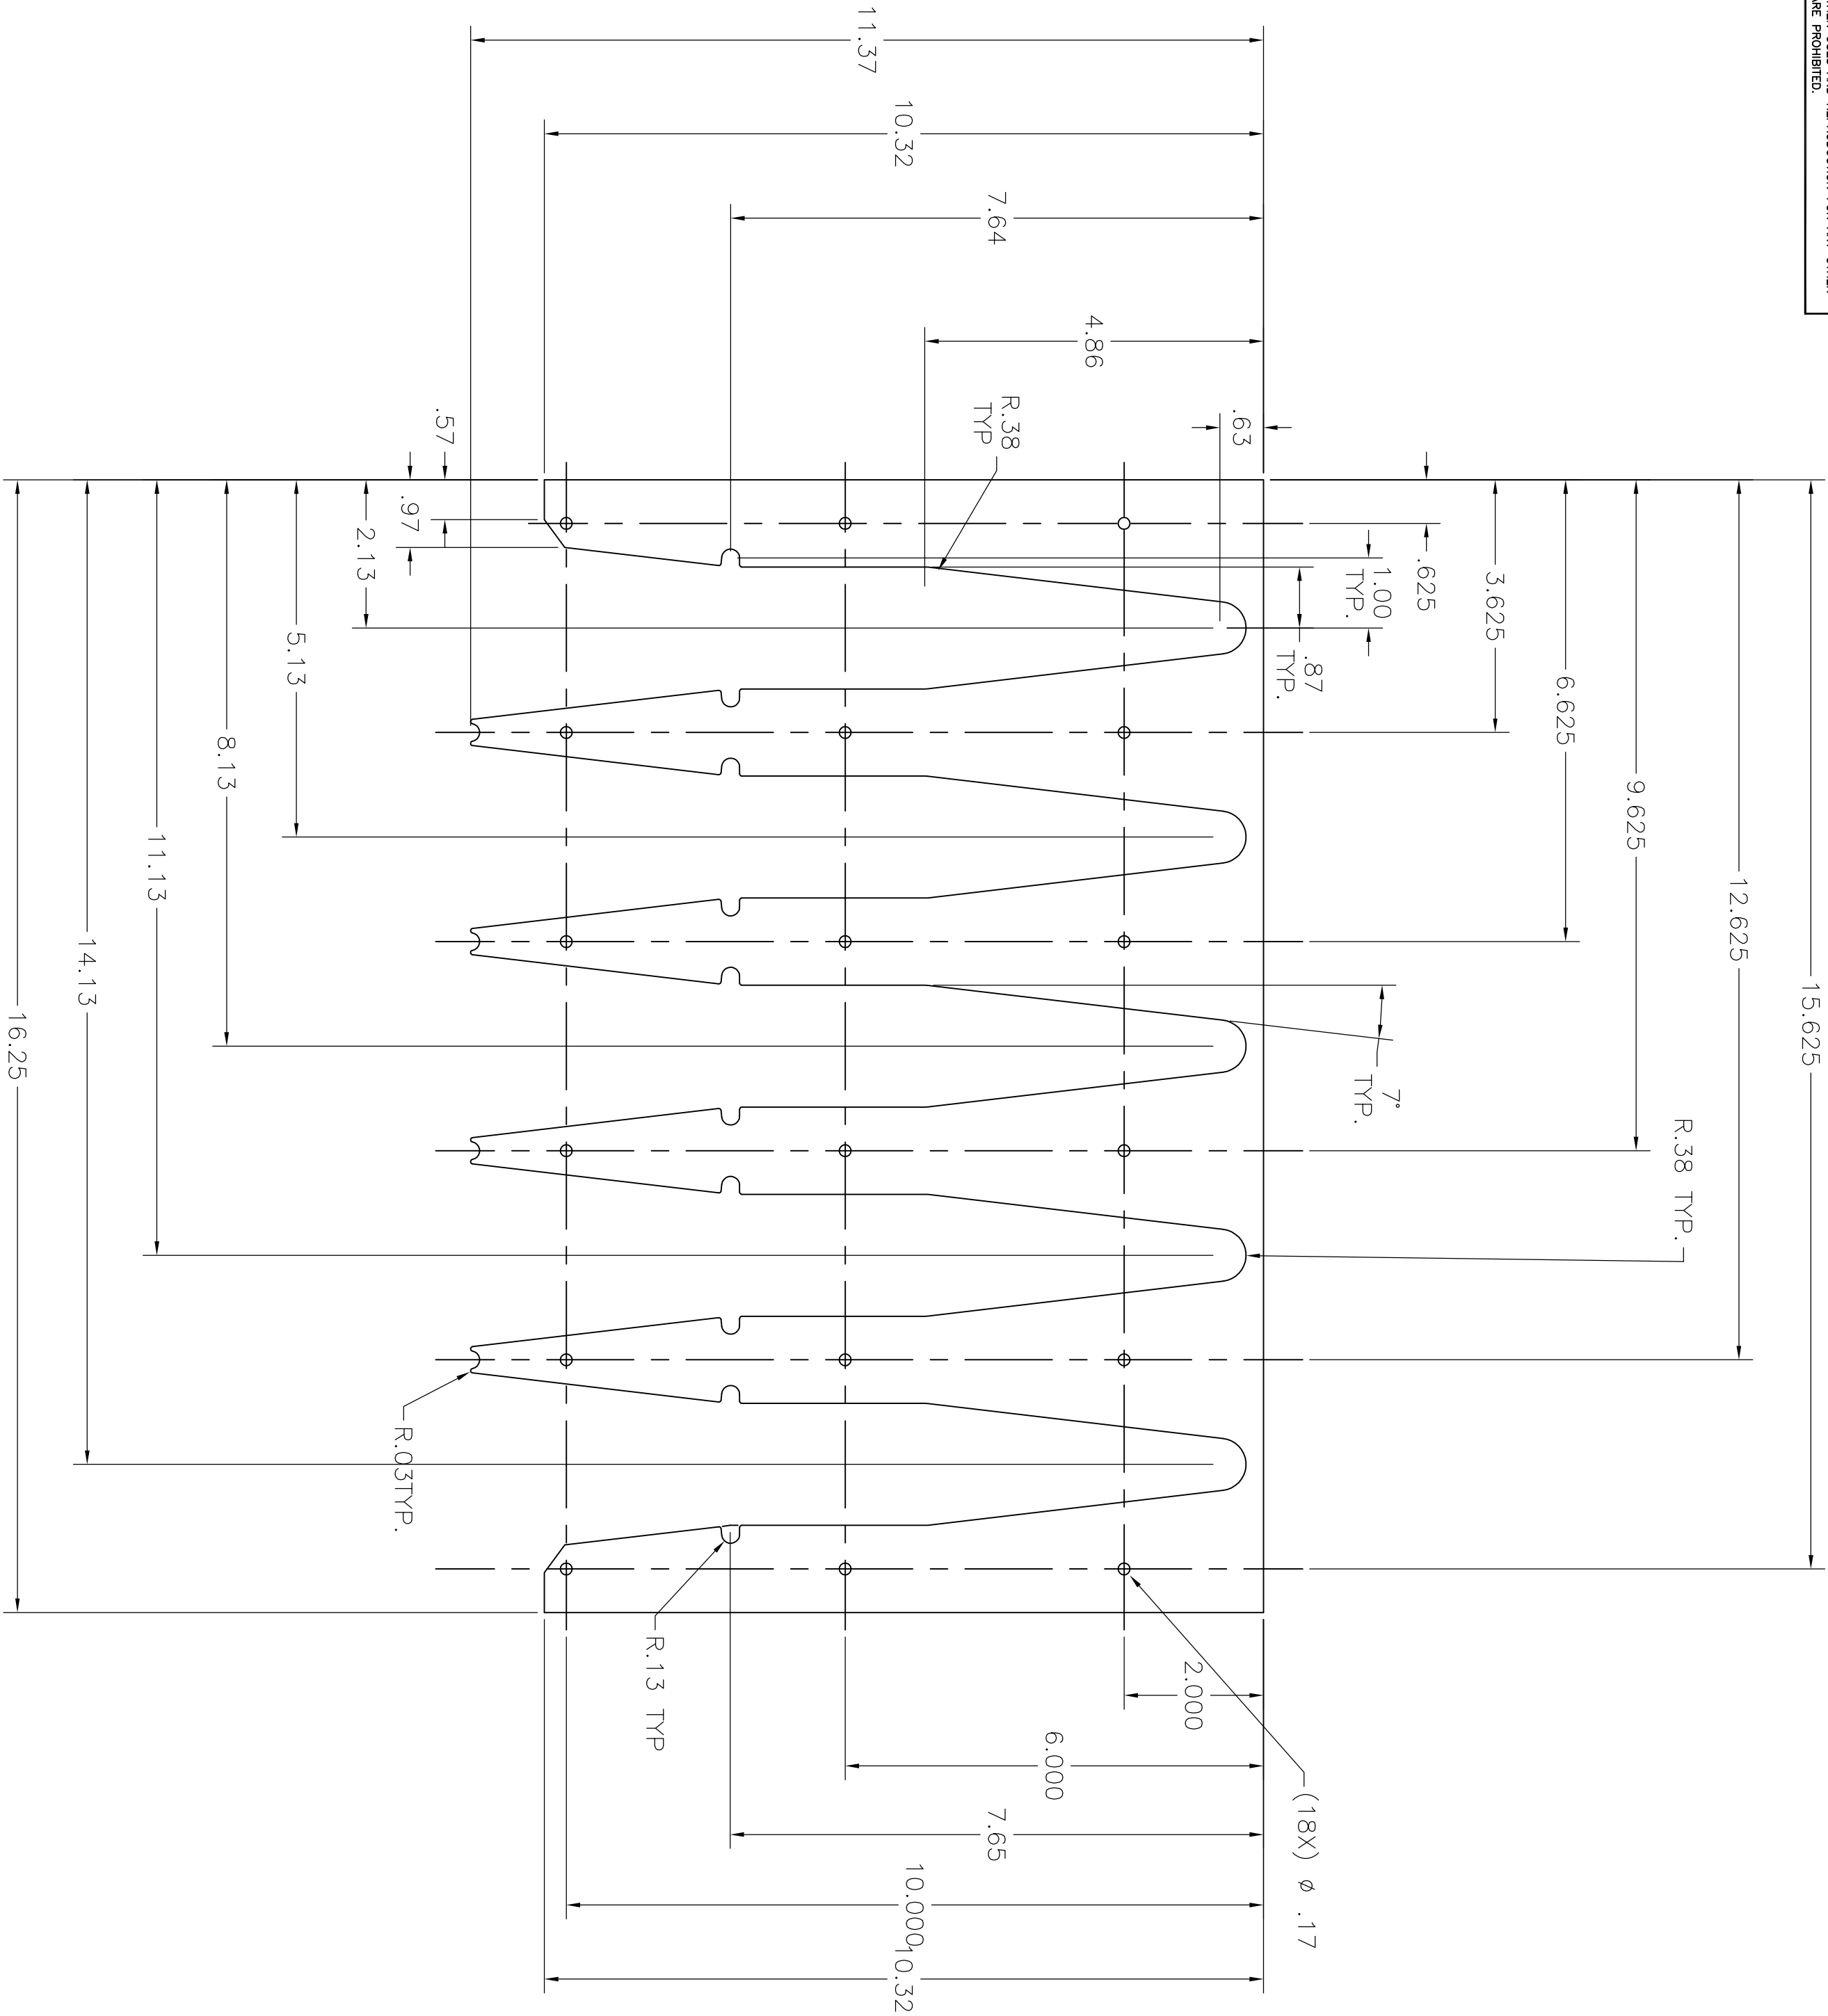 ARE PROHIBITED.
15.625
12.625
R.38 TYP.
9.625
6.625
3.625
.625
1.00
TYP.
7°
TYP.
.87
TYP.
(18X) ø .17
.63
2.000
4.86
6.000
R.38
TYP
7.64
7.65
10.32
10.000
10.32
11.37
R.13 TYP
.57
.97
R.03TYP.
2.13
5.13
8.13
11.13
14.13
16.25